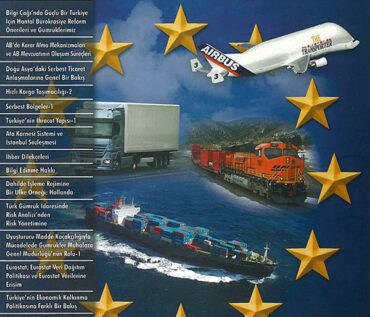 Bilgi Çağı'nda Güçlü Bir Türkiye
İçin Hantal Bürokrasiye Reform
Önerileri ve Gümrüklerimiz
AB'de Karar Alma Mekanizmaları
ve AB Mevzuatının Oluşum Süreçleri
Doğu Asya'daki Serbest Ticaret
Anlaşmalarına Genel Bir Bakış
Hızlı Kargo Taşımacılığı-2
Serbest Bölgeler-1
Türkiye'nin İhracat Yapısı-1
Ata Karnesi Sistemi ve
İstanbul Sözleşmesi
İhbar Dilekçeleri
Bilgi Edinme Hakkı
Dahilde İşleme Rejimine
Bir Ülke Örneği: Hollanda
Türk Gümrük İdaresinde
Risk Analizi'nden
Risk Yönetimine
Uyuşturucu Madde Kaçakçılığıyla
Mücadelede Gümrükler Muhafaza
Genel Müdürlüğü'nün Rolü-1
Eurostat, Eurostat Veri Dağıtım
Politikası ve Eurostat Verilerine
Erişim
Türkiye'nin Ekonomik Kalkınma
Politikasına Farklı Bir Bakış
AIRBUS
3
TRANSPORTER